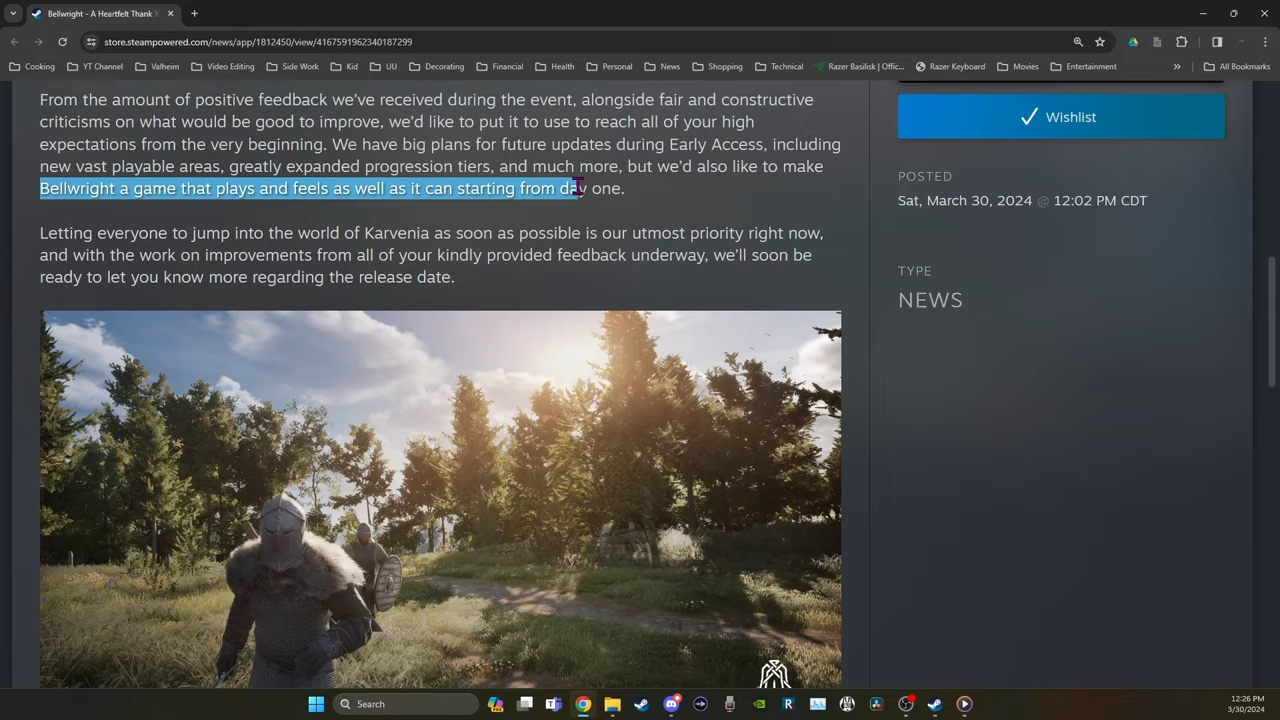 Bellwright - A Heartfelt Thank Y
store.steampowered.com/news/app/1812450/view/4167591962340187299
Cooking YT Channel Valheim Video Editing Side Work Kid UU Decorating Financial Health Personal News Shopping Technical Razer Basilisk | Offic... Razer Keyboard Movies Entertainment » All Bookmarks
From the amount of positive feedback we've received during the event, alongside fair and constructive
criticisms on what would be good to improve, we'd like to put it to use to reach all of your high
expectations from the very beginning. We have big plans for future updates during Early Access, including
new vast playable areas, greatly expanded progression tiers, and much more, but we'd also like to make
Bellwright a game that plays and feels as well as it can starting from day one.
Letting everyone to jump into the world of Karvenia as soon as possible is our utmost priority right now,
and with the work on improvements from all of your kindly provided feedback underway, we'll soon be
ready to let you know more regarding the release date.
Wishlist
POSTED
Sat, March 30, 2024 @ 12:02 PM CDT
TYPE
NEWS
Search
12:26 PM
3/30/2024